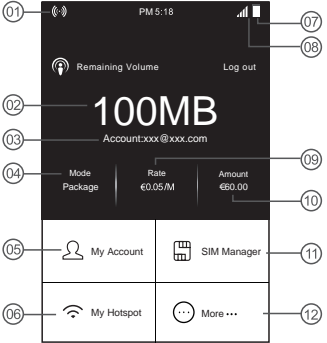 01
PM 5:18
07
08
Remaining Volume
Log out
02
100MB
03
Account:xxx@xxx.com
09
04
Mode
Rate
Amount
Package
€0.05/M
€60.00
10
05
My Account
SIM Manager
11
06
My Hotspot
More •••
12